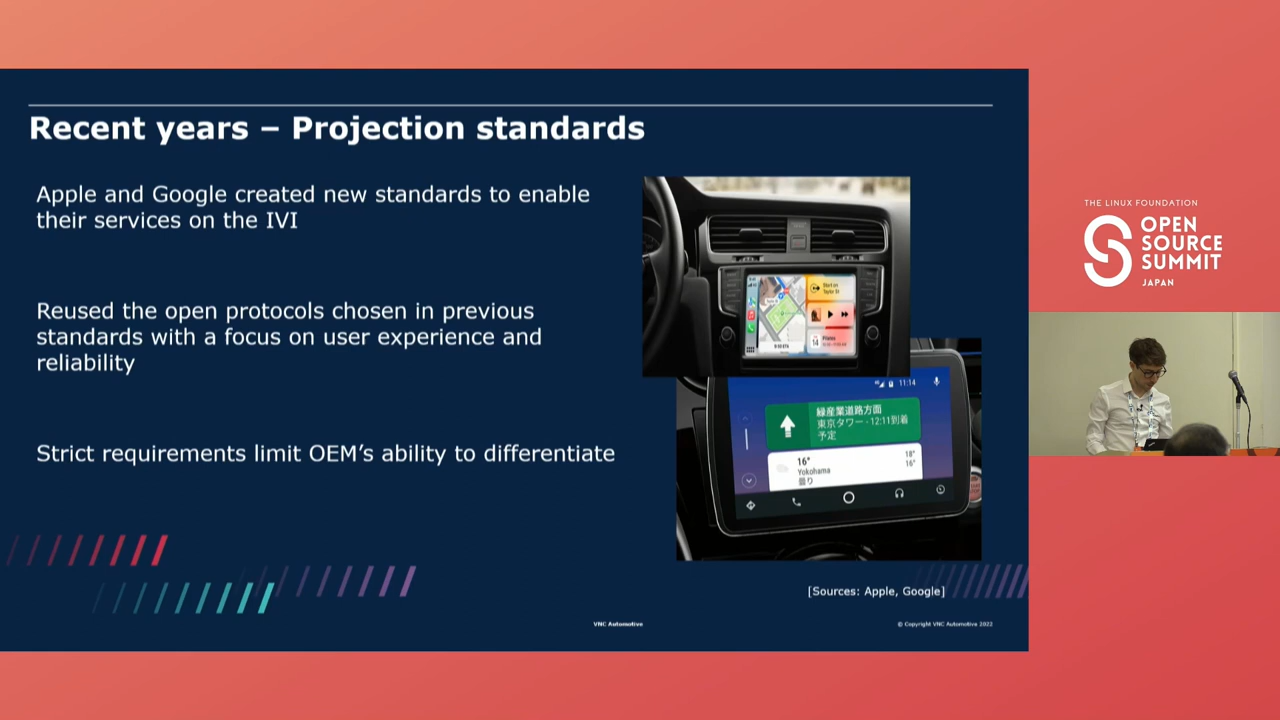 Recent years – Projection standards
Apple and Google created new standards to enable
their services on the IVI
Reused the open protocols chosen in previous
standards with a focus on user experience and
reliability
Strict requirements limit OEM's ability to differentiate
Start on
Taylor St
11:14
緑産業道路方面
東京タワー・12:11到着
予定
16°
Yokohama
曇り
18°
16°
[Sources: Apple, Google]
VNC Automotive
© Copyright VNC Automotive 2022
THE LINUX FOUNDATION
OPEN
SOURCE
SUMMIT
JAPAN